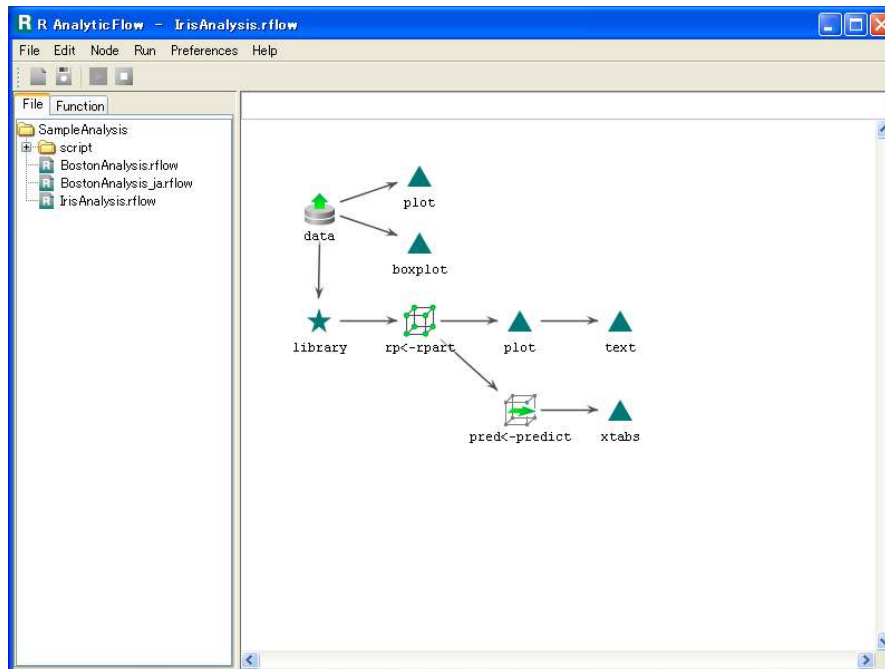 R R AnalyticFlow - IrisAnalysis.rflow
File Edit Node Run Preferences Help
File Function
SampleAnalysis
script
R BostonAnalysis.rflow
R BostonAnalysis_ja.rflow
R IrisAnalysis.rflow
plot
data
boxplot
library rp<-rpart plot text
pred<-predict xtabs